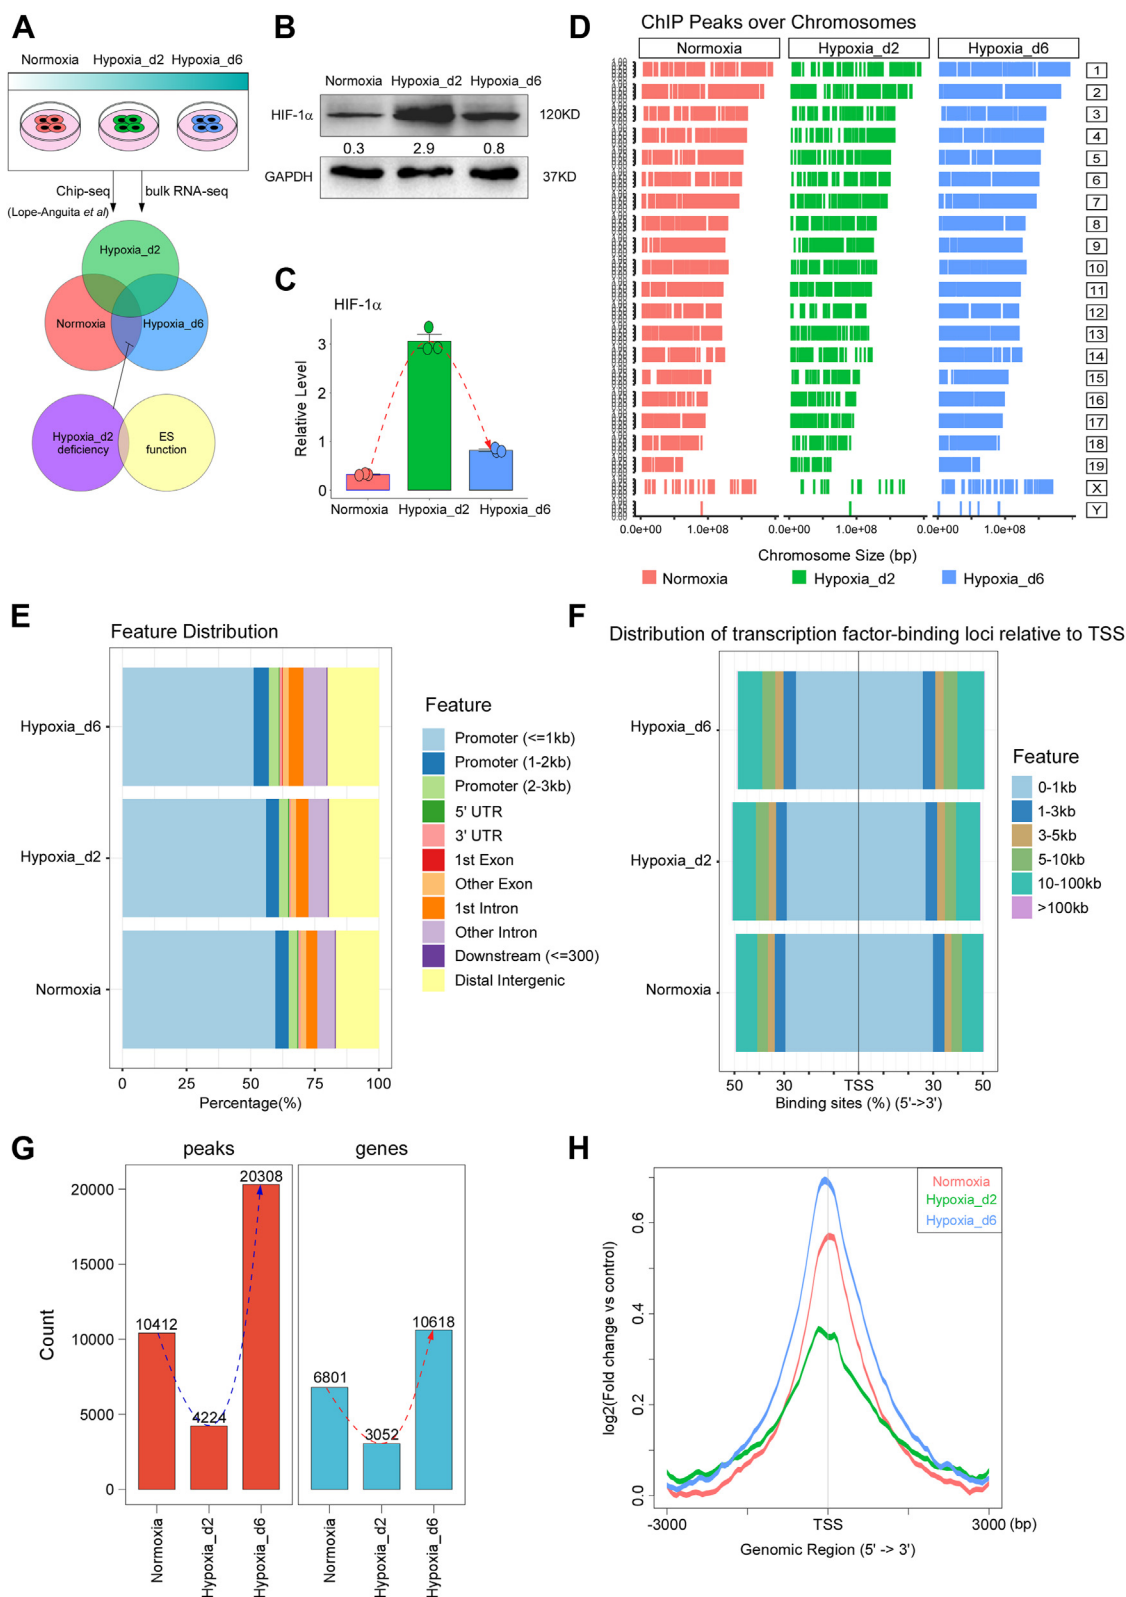 A
Normoxia Hypoxia_d2 Hypoxia_d6
Chip-seq bulk RNA-seq
(Lope-Anguita et al)
Hypoxia_d2
Normoxia Hypoxia_d6
Hypoxia_d2
deficiency
ES
function
B
Normoxia Hypoxia_d2 Hypoxia_d6
HIF-1α 120KD
0.3 2.9 0.8
GAPDH 37KD
C
HIF-1α
Relative Level
3
2
1
0
Normoxia Hypoxia_d2 Hypoxia_d6
D
ChIP Peaks over Chromosomes
Normoxia Hypoxia_d2 Hypoxia_d6
1
2
3
4
5
6
7
8
9
10
11
12
13
14
15
16
17
18
19
X
Y
0.0e+00 1.0e+08 0.0e+00 1.0e+08 0.0e+00 1.0e+08
Chromosome Size (bp)
Normoxia Hypoxia_d2 Hypoxia_d6
E
Feature Distribution
Hypoxia_d6
Hypoxia_d2
Normoxia
0 25 50 75 100
Percentage(%)
Feature
Promoter (<=1kb)
Promoter (1-2kb)
Promoter (2-3kb)
5' UTR
3' UTR
1st Exon
Other Exon
1st Intron
Other Intron
Downstream (<=300)
Distal Intergenic
F
Distribution of transcription factor-binding loci relative to TSS
Hypoxia_d6
Hypoxia_d2
Normoxia
50 30 TSS 30 50
Binding sites (%) (5'->3')
Feature
0-1kb
1-3kb
3-5kb
5-10kb
10-100kb
>100kb
G
peaks genes
Count
20000
15000
10000
5000
0
10412 4224 20308
6801 3052 10618
Normoxia Hypoxia_d2 Hypoxia_d6 Normoxia Hypoxia_d2 Hypoxia_d6
H
log2(Fold change vs control)
0.6
0.4
0.2
0.0
Normoxia
Hypoxia_d2
Hypoxia_d6
-3000 TSS 3000 (bp)
Genomic Region (5' -> 3')